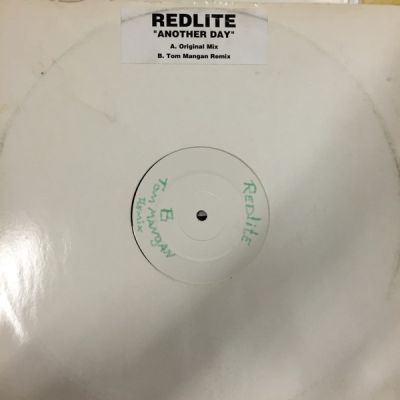 REDLITE
"ANOTHER DAY"
A. Original Mix
B. Tom Mangan Remix
Redlite
B
Tom MANGAN
Remix